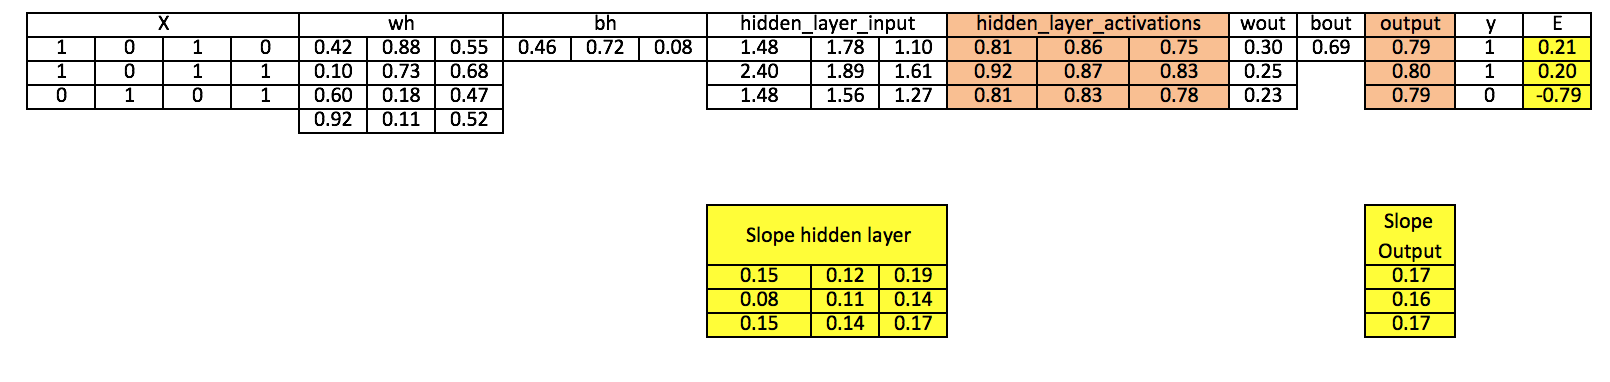 X wh bh hidden_layer_input hidden_layer_activations wout bout output y E
1 0 1 0 0.42 0.88 0.55 0.46 0.72 0.08 1.48 1.78 1.10 0.81 0.86 0.75 0.30 0.69 0.79 1 0.21
1 0 1 1 0.10 0.73 0.68 2.40 1.89 1.61 0.92 0.87 0.83 0.25 0.80 1 0.20
0 1 0 1 0.60 0.18 0.47 1.48 1.56 1.27 0.81 0.83 0.78 0.23 0.79 0 -0.79
0.92 0.11 0.52
Slope hidden layer
0.15 0.12 0.19
0.08 0.11 0.14
0.15 0.14 0.17
Slope
Output
0.17
0.16
0.17